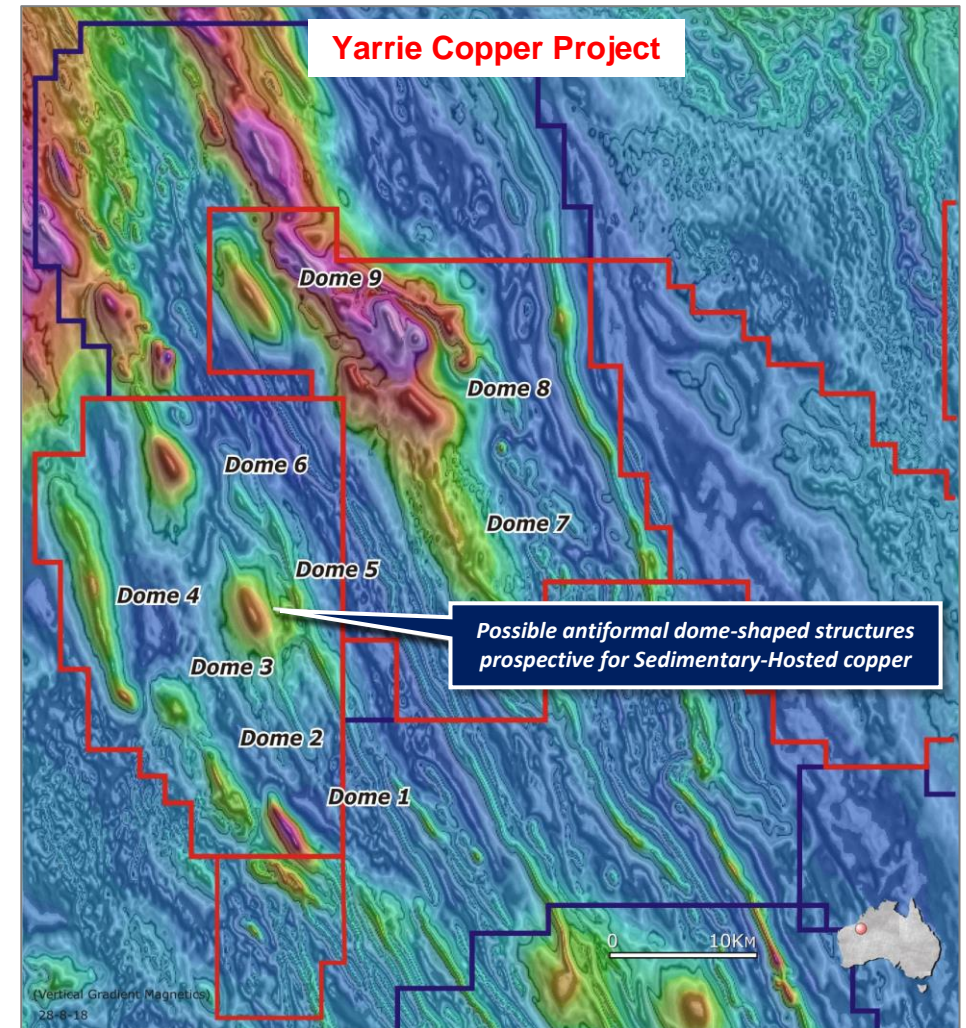 Yarrie Copper Project
Dome 9
Dome 8
Dome 6
Dome 7
Dome 5
Dome 4
Possible antiformal dome-shaped structures
prospective for Sedimentary-Hosted copper
Dome 3
Dome 2
Dome 1
0 10KM
(Vertical Gradient Magnetics)
28-8-18